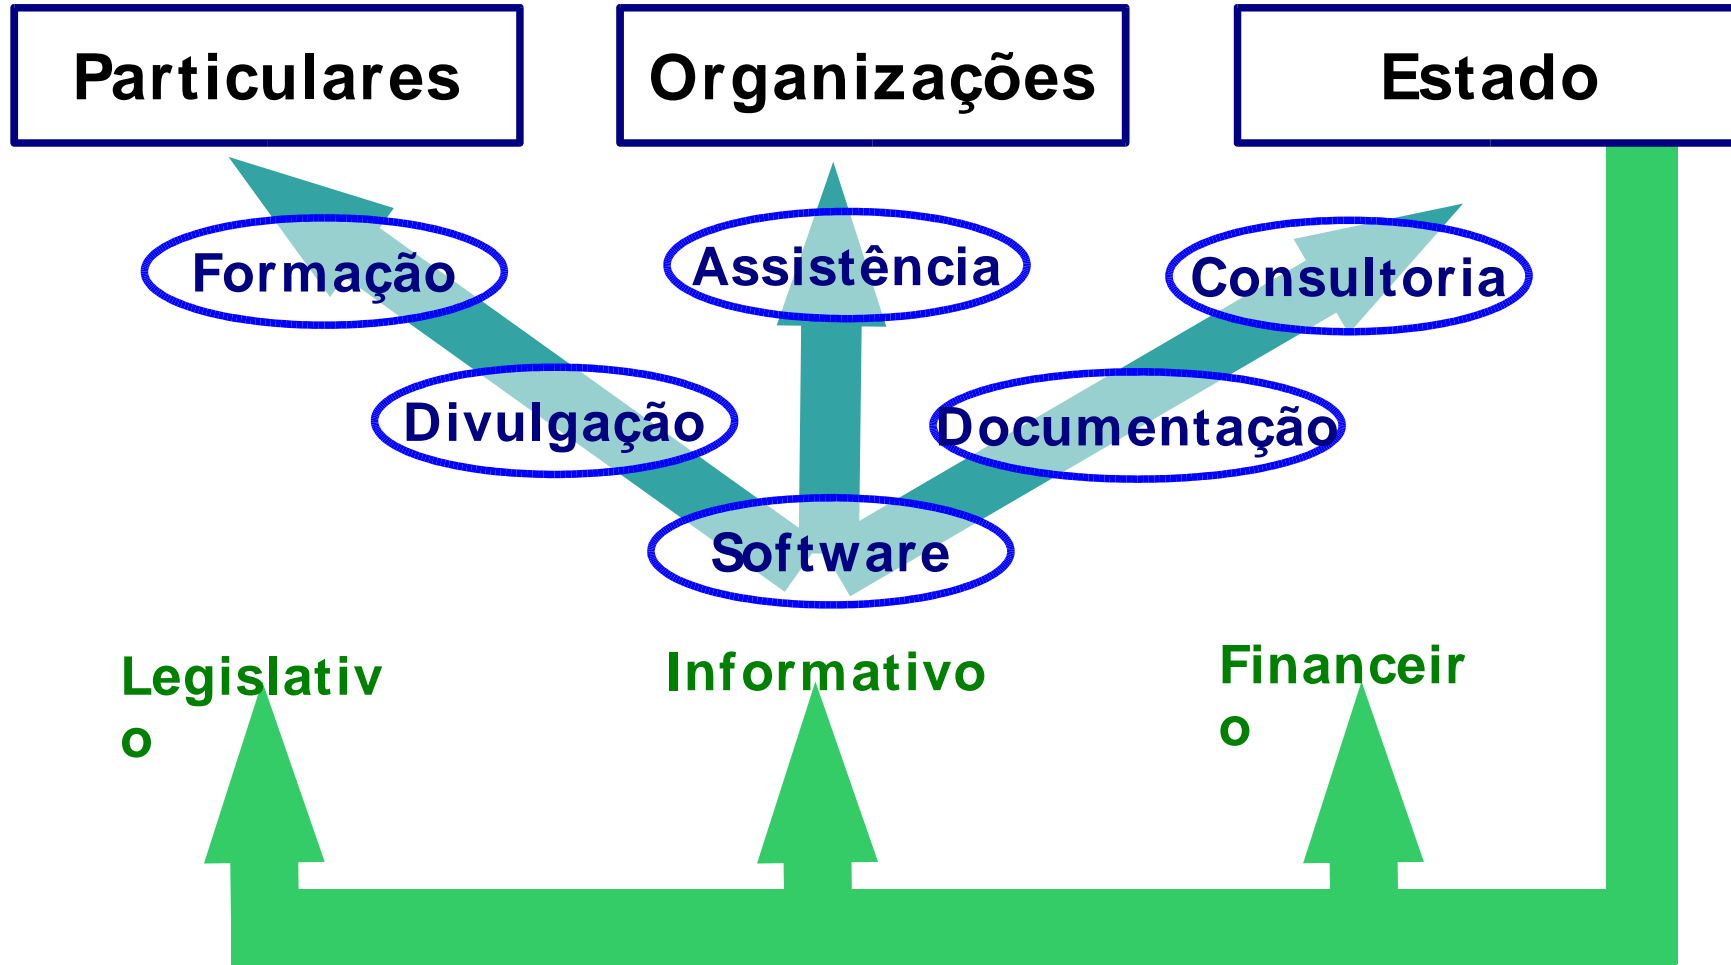 Particulares
Organizações
Estado
Formação
Assistência
Consultoria
Divulgação
Documentação
Software
Legislativ
o
Informativo
Financeir
o